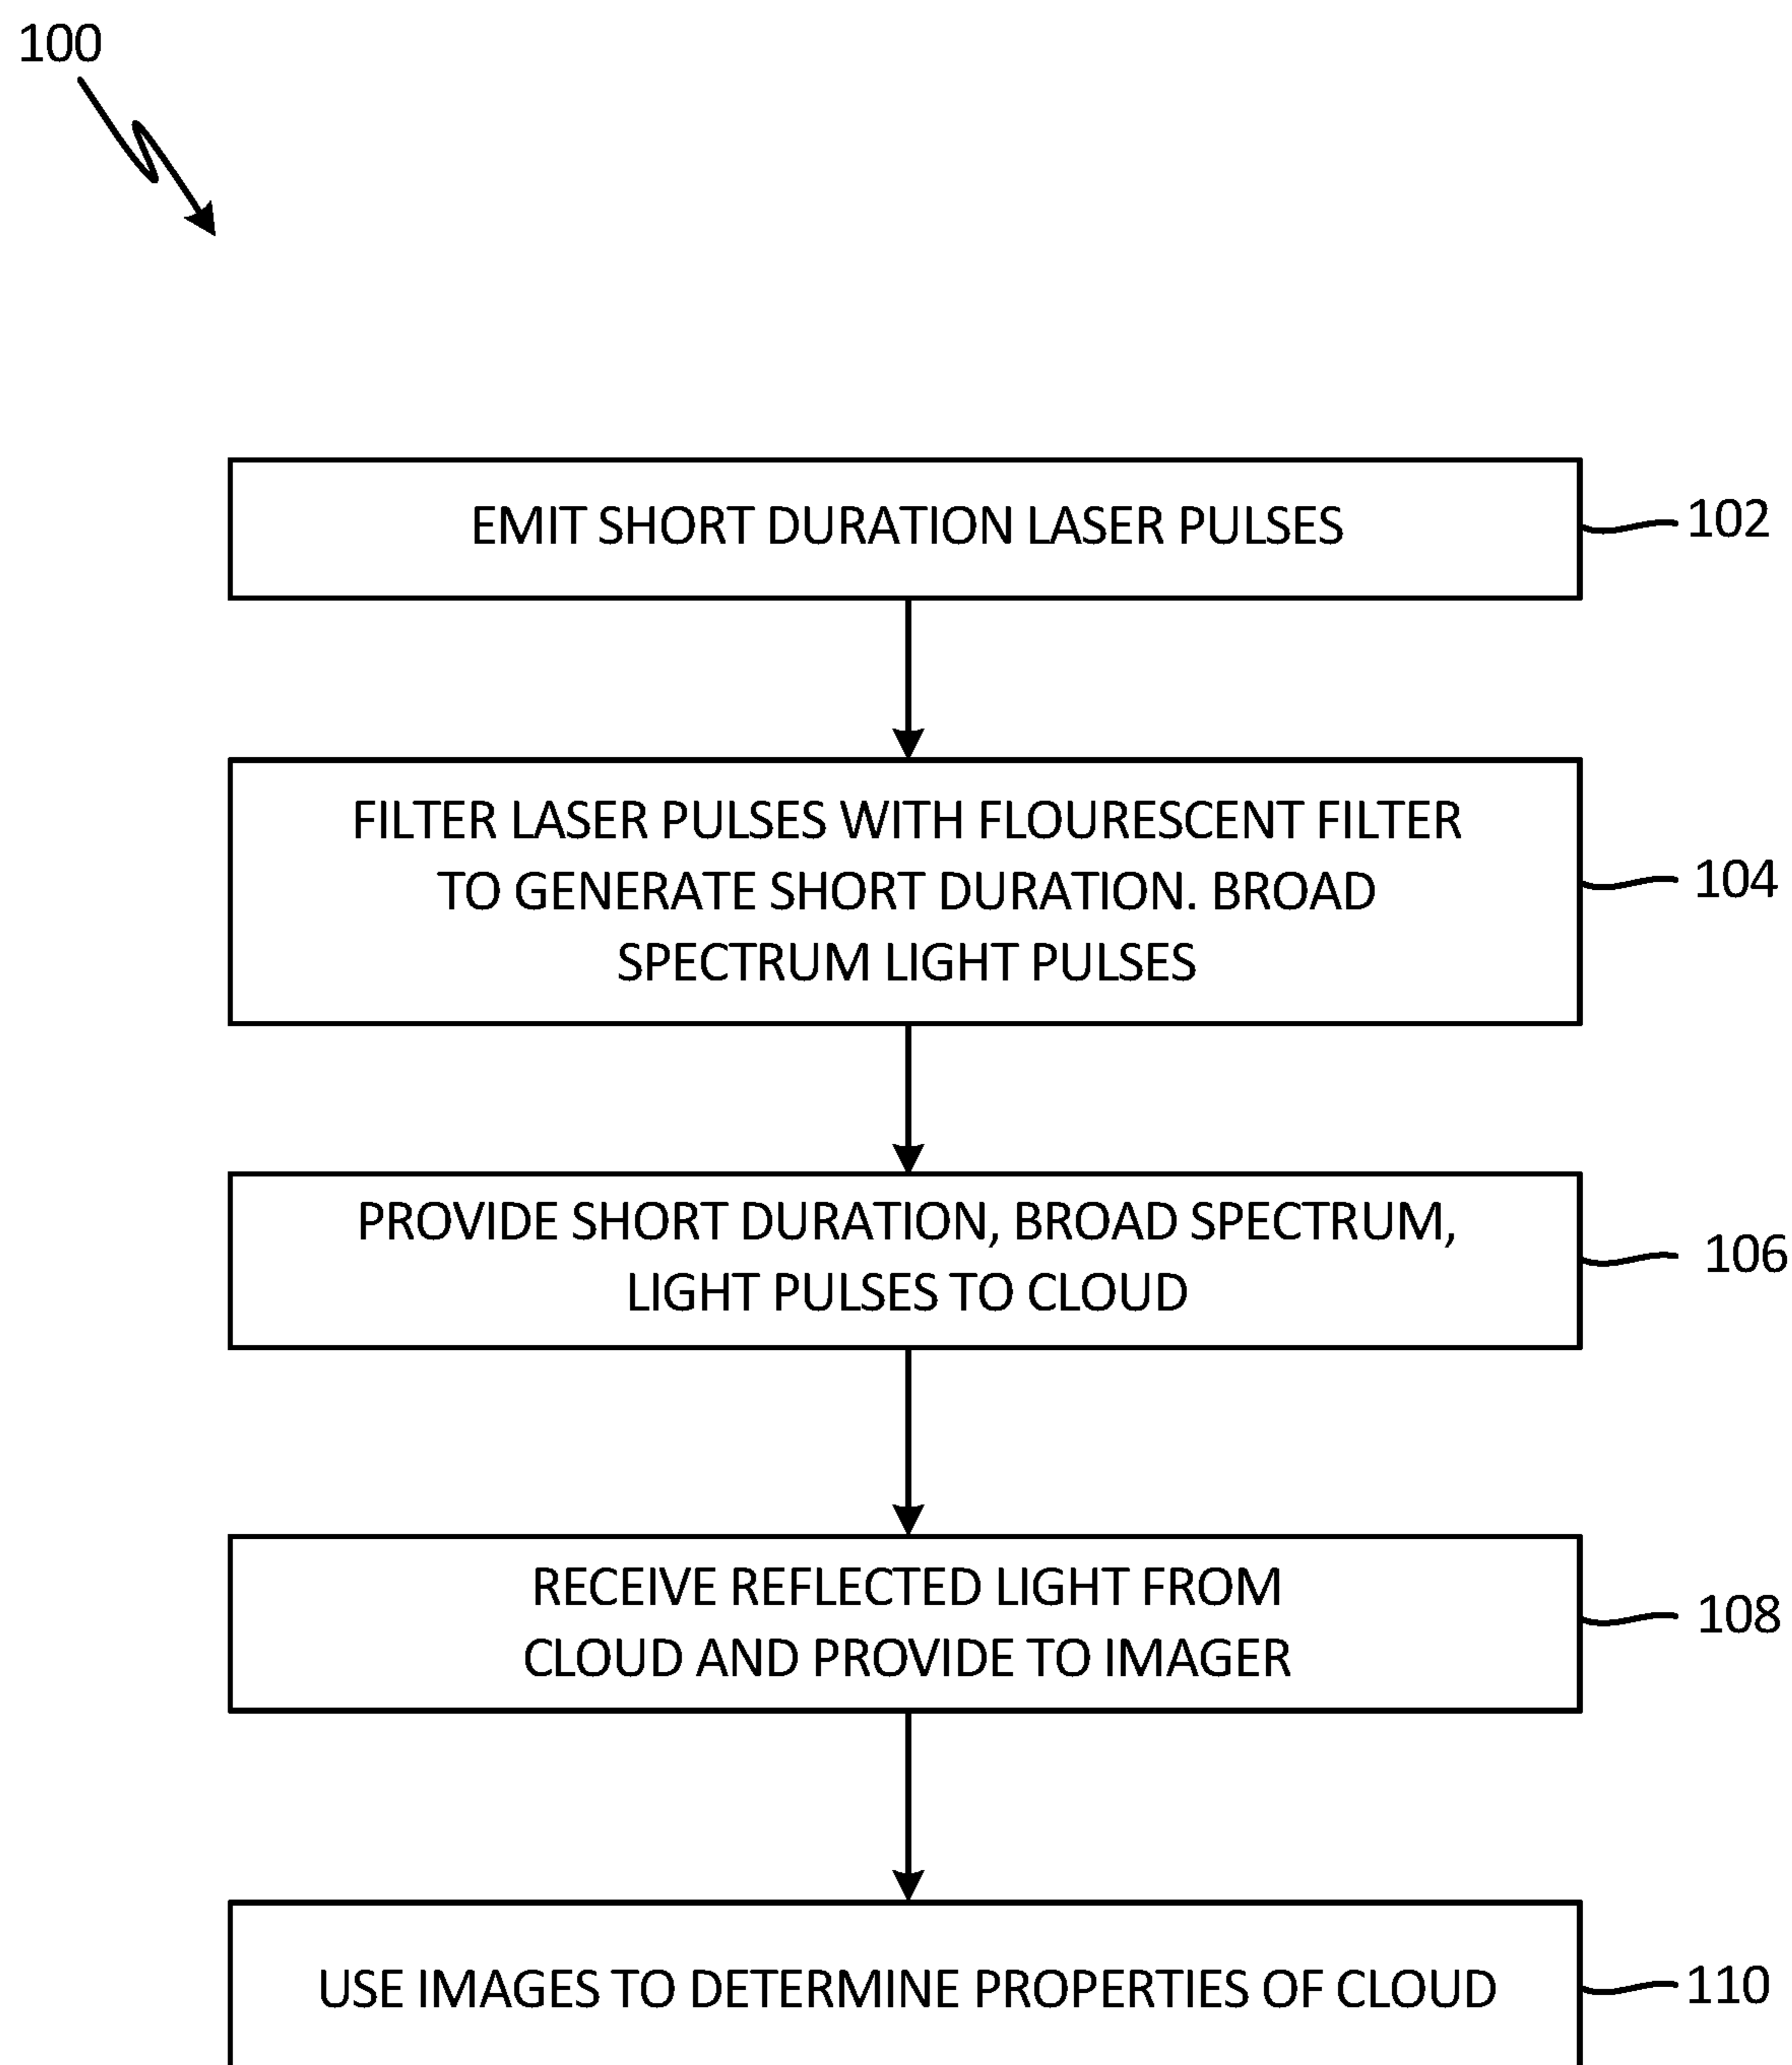 100
EMIT SHORT DURATION LASER PULSES
102
FILTER LASER PULSES WITH FLOURESCENT FILTER
TO GENERATE SHORT DURATION. BROAD
SPECTRUM LIGHT PULSES
104
PROVIDE SHORT DURATION, BROAD SPECTRUM,
LIGHT PULSES TO CLOUD
106
RECEIVE REFLECTED LIGHT FROM
CLOUD AND PROVIDE TO IMAGER
108
USE IMAGES TO DETERMINE PROPERTIES OF CLOUD
110